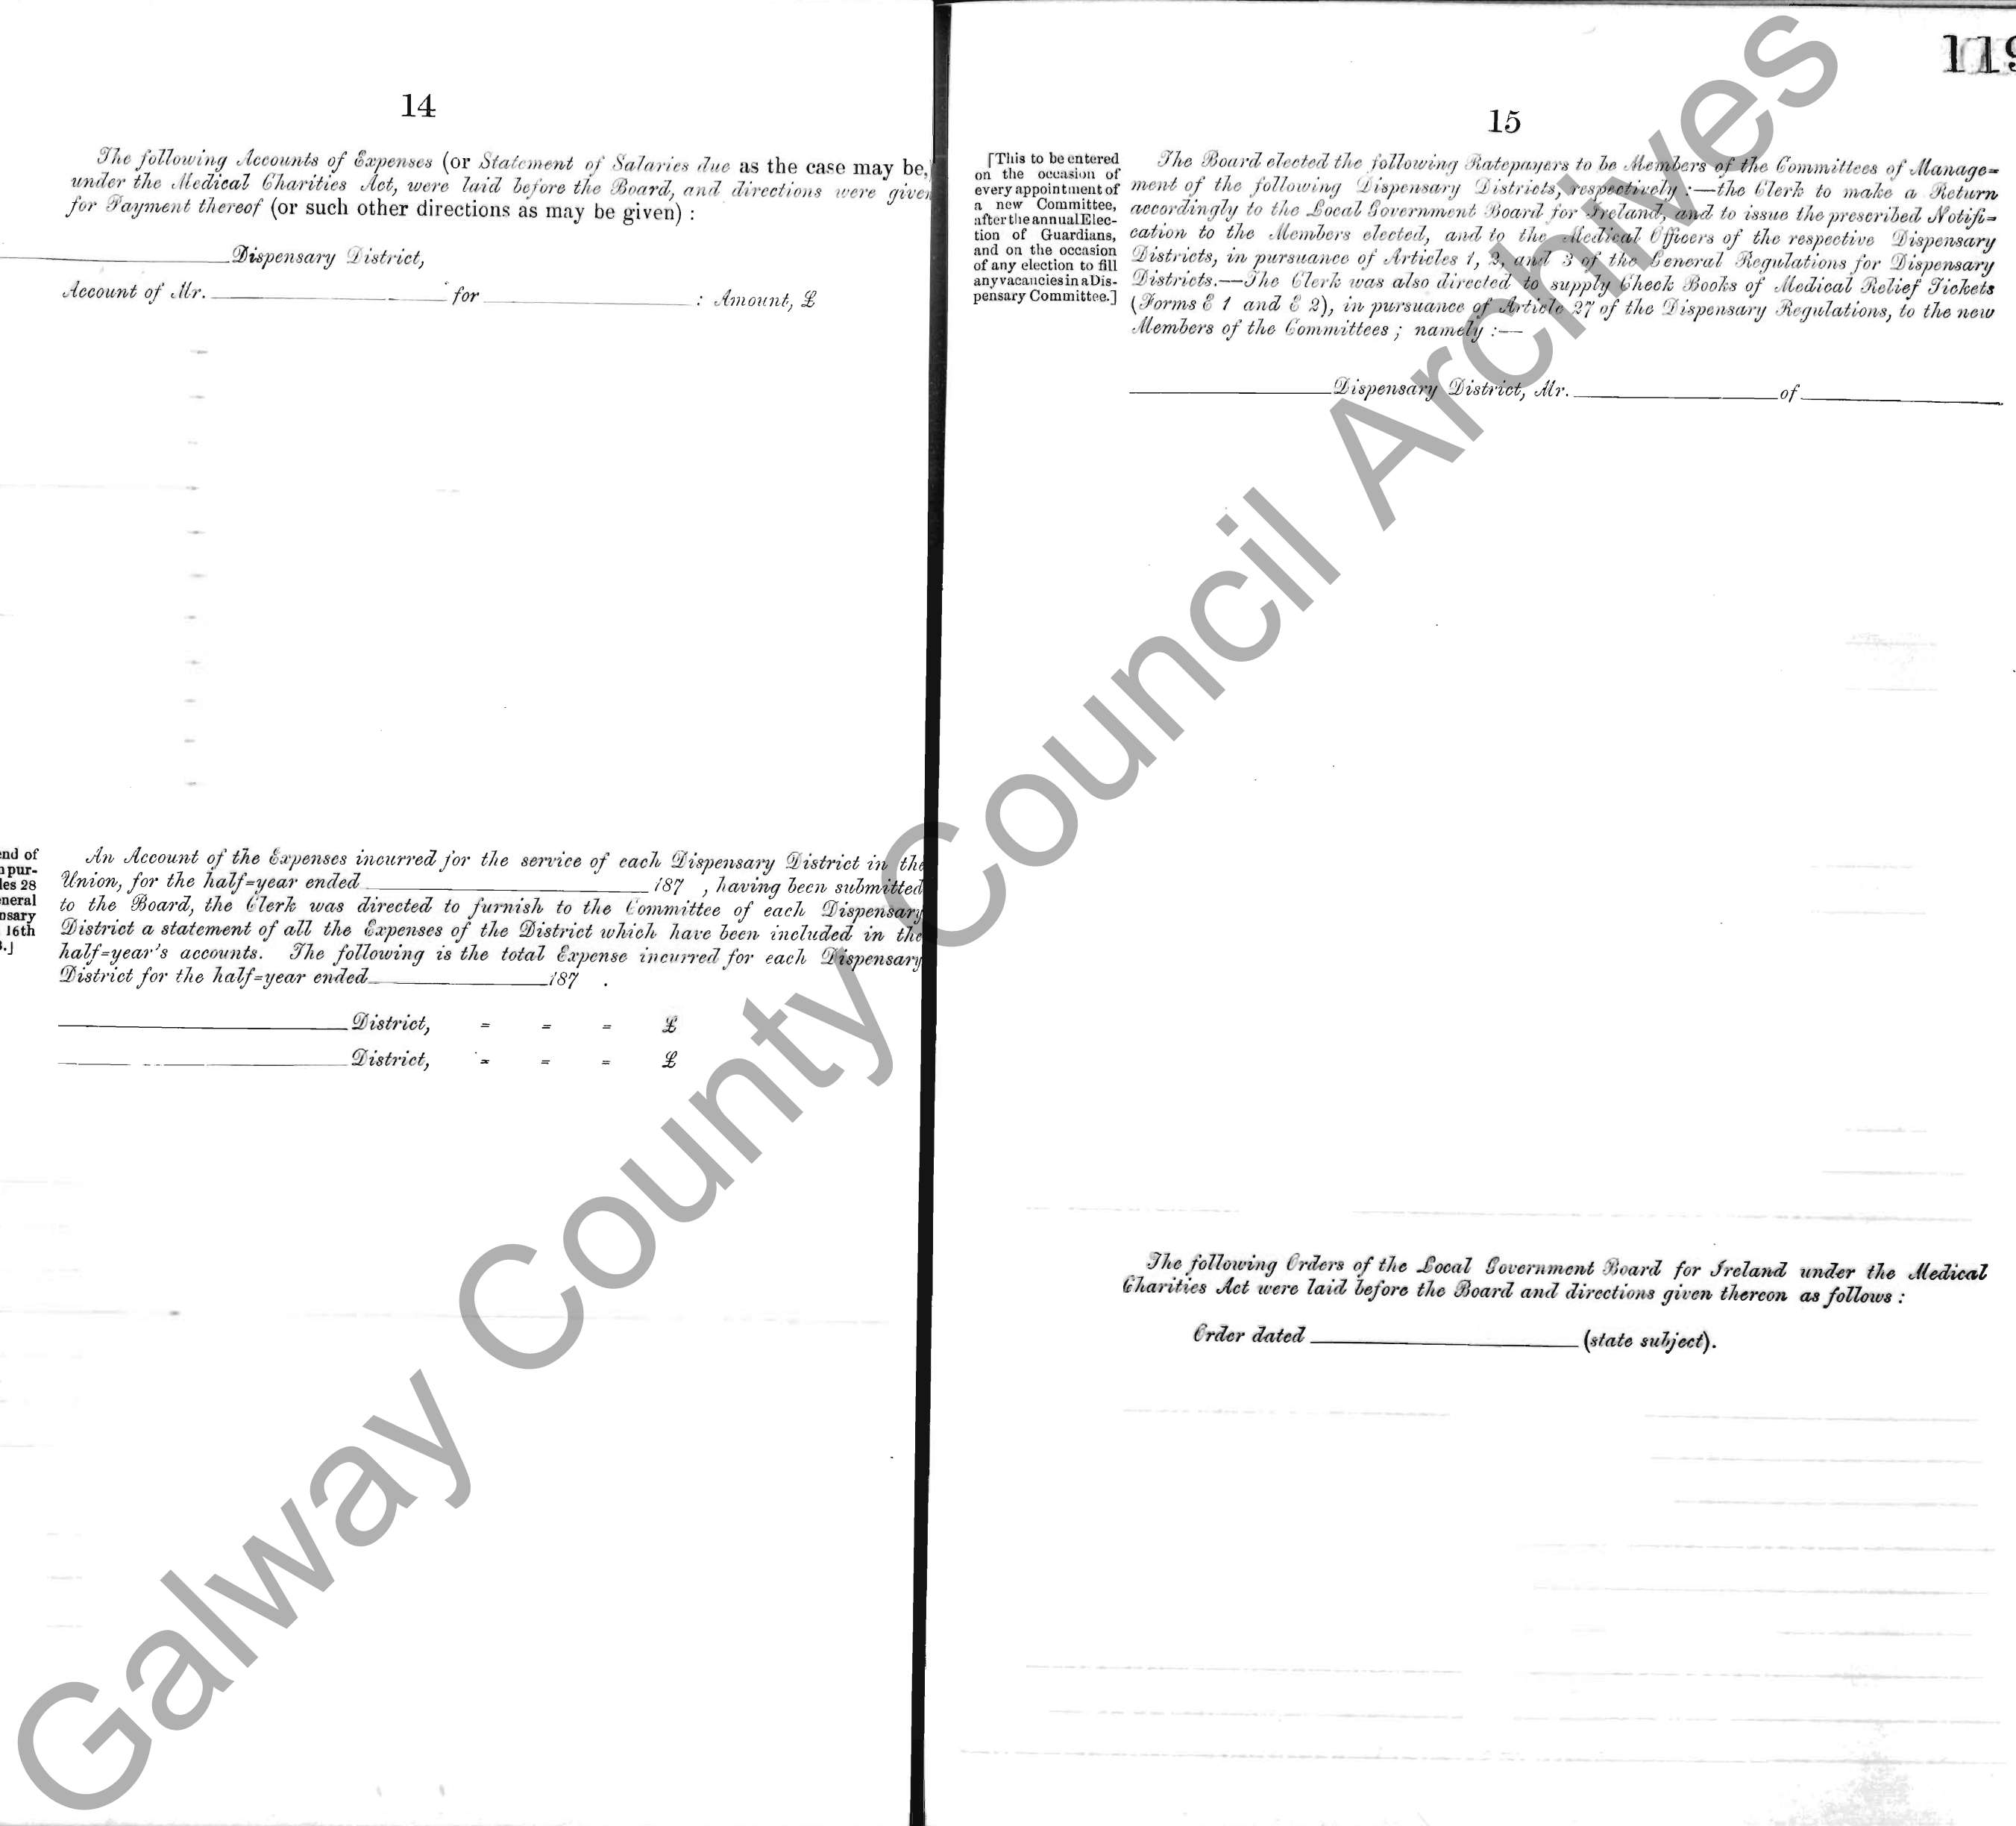 14
The following Accounts of Expenses (or Statement of Salaries due as the case may be,
under the Medical Charities Act, were laid before the Board, and directions were given
for Payment thereof (or such other directions as may be given) :
Dispensary District,
Account of Mr. for : Amount, £
end of
n pur-
les 28
neral
nsary
16th
.]
An Account of the Expenses incurred for the service of each Dispensary District in the
Union, for the half=year ended 187 , having been submitted
to the Board, the Clerk was directed to furnish to the Committee of each Dispensary
District a statement of all the Expenses of the District which have been included in the
half=year's accounts. The following is the total Expense incurred for each Dispensary
District for the half=year ended 187 .
District, = = = £
District, = = = £
119
15
[This to be entered
on the occasion of
every appointment of
a new Committee,
after the annual Elec-
tion of Guardians,
and on the occasion
of any election to fill
any vacancies in a Dis-
pensary Committee.]
The Board elected the following Ratepayers to be Members of the Committees of Manage=
ment of the following Dispensary Districts, respectively :—the Clerk to make a Return
accordingly to the Local Government Board for Ireland, and to issue the prescribed Notifi=
cation to the Members elected, and to the Medical Officers of the respective Dispensary
Districts, in pursuance of Articles 1, 2, and 3 of the General Regulations for Dispensary
Districts.—The Clerk was also directed to supply Check Books of Medical Relief Tickets
(Forms E 1 and E 2), in pursuance of Article 27 of the Dispensary Regulations, to the new
Members of the Committees ; namely :—
Dispensary District, Mr. of
The following Orders of the Local Government Board for Ireland under the Medical
Charities Act were laid before the Board and directions given thereon as follows :
Order dated (state subject).
Galway County Council Archives